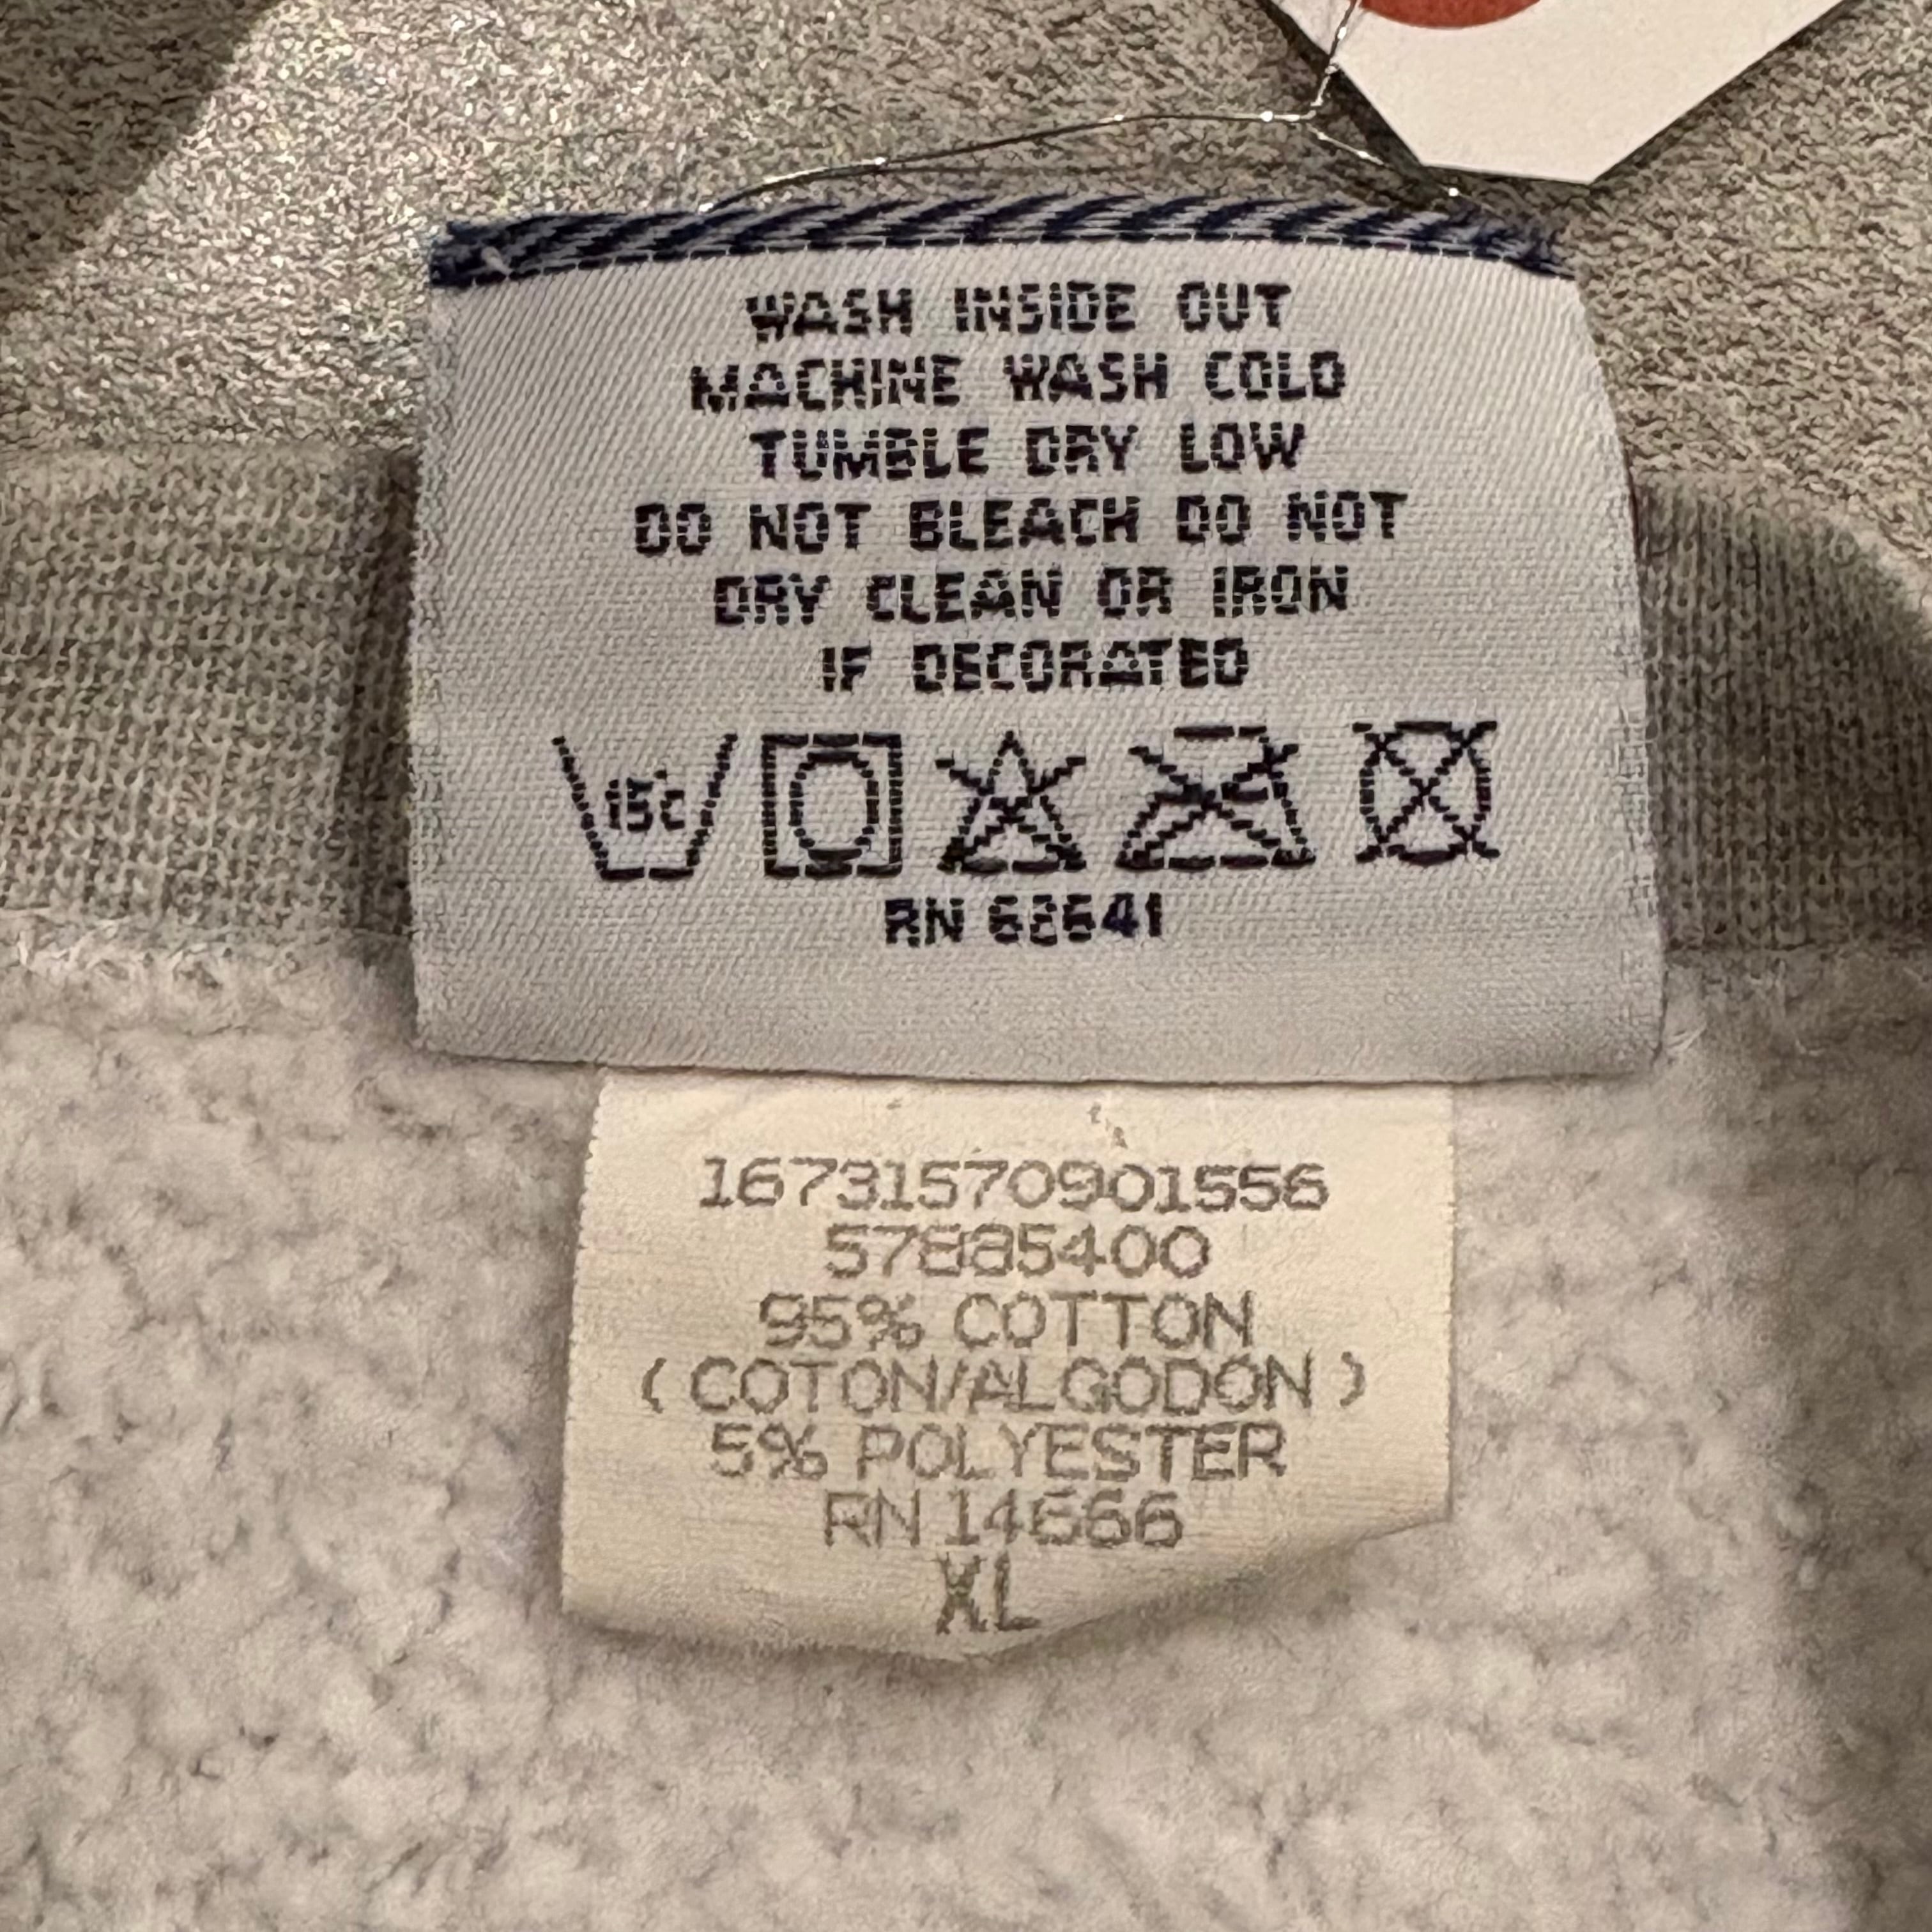 WASH INSIDE OUT
MACHINE WASH COLD
TUMBLE DRY LOW
DO NOT BLEACH DO NOT
DRY CLEAN OR IRON
IF DECORATED
15c
RN 62641
16731570901556
57885400
95% COTTON
(COTON/ALGODON)
5% POLYESTER
RN 14666
XL